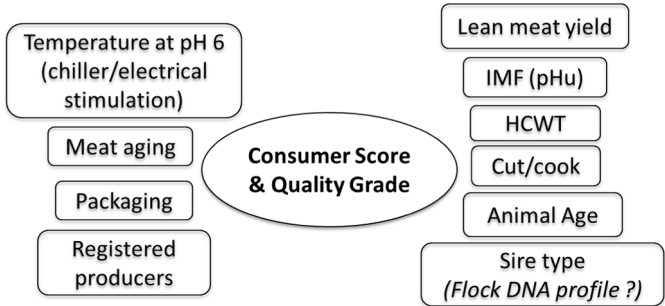 Temperature at pH 6
(chiller/electrical
stimulation)
Meat aging
Packaging
Registered
producers
Consumer Score
& Quality Grade
Lean meat yield
IMF (pHu)
HCWT
Cut/cook
Animal Age
Sire type
(Flock DNA profile ?)